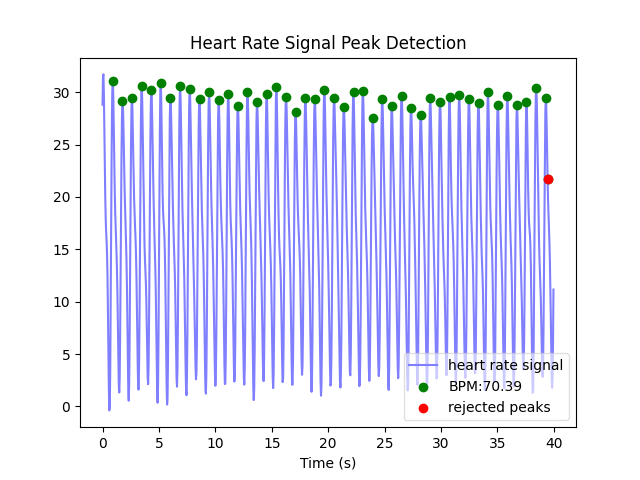 Heart Rate Signal Peak Detection
30
25
20
15
10
5
0
heart rate signal
BPM:70.39
rejected peaks
0 5 10 15 20 25 30 35 40
Time (s)